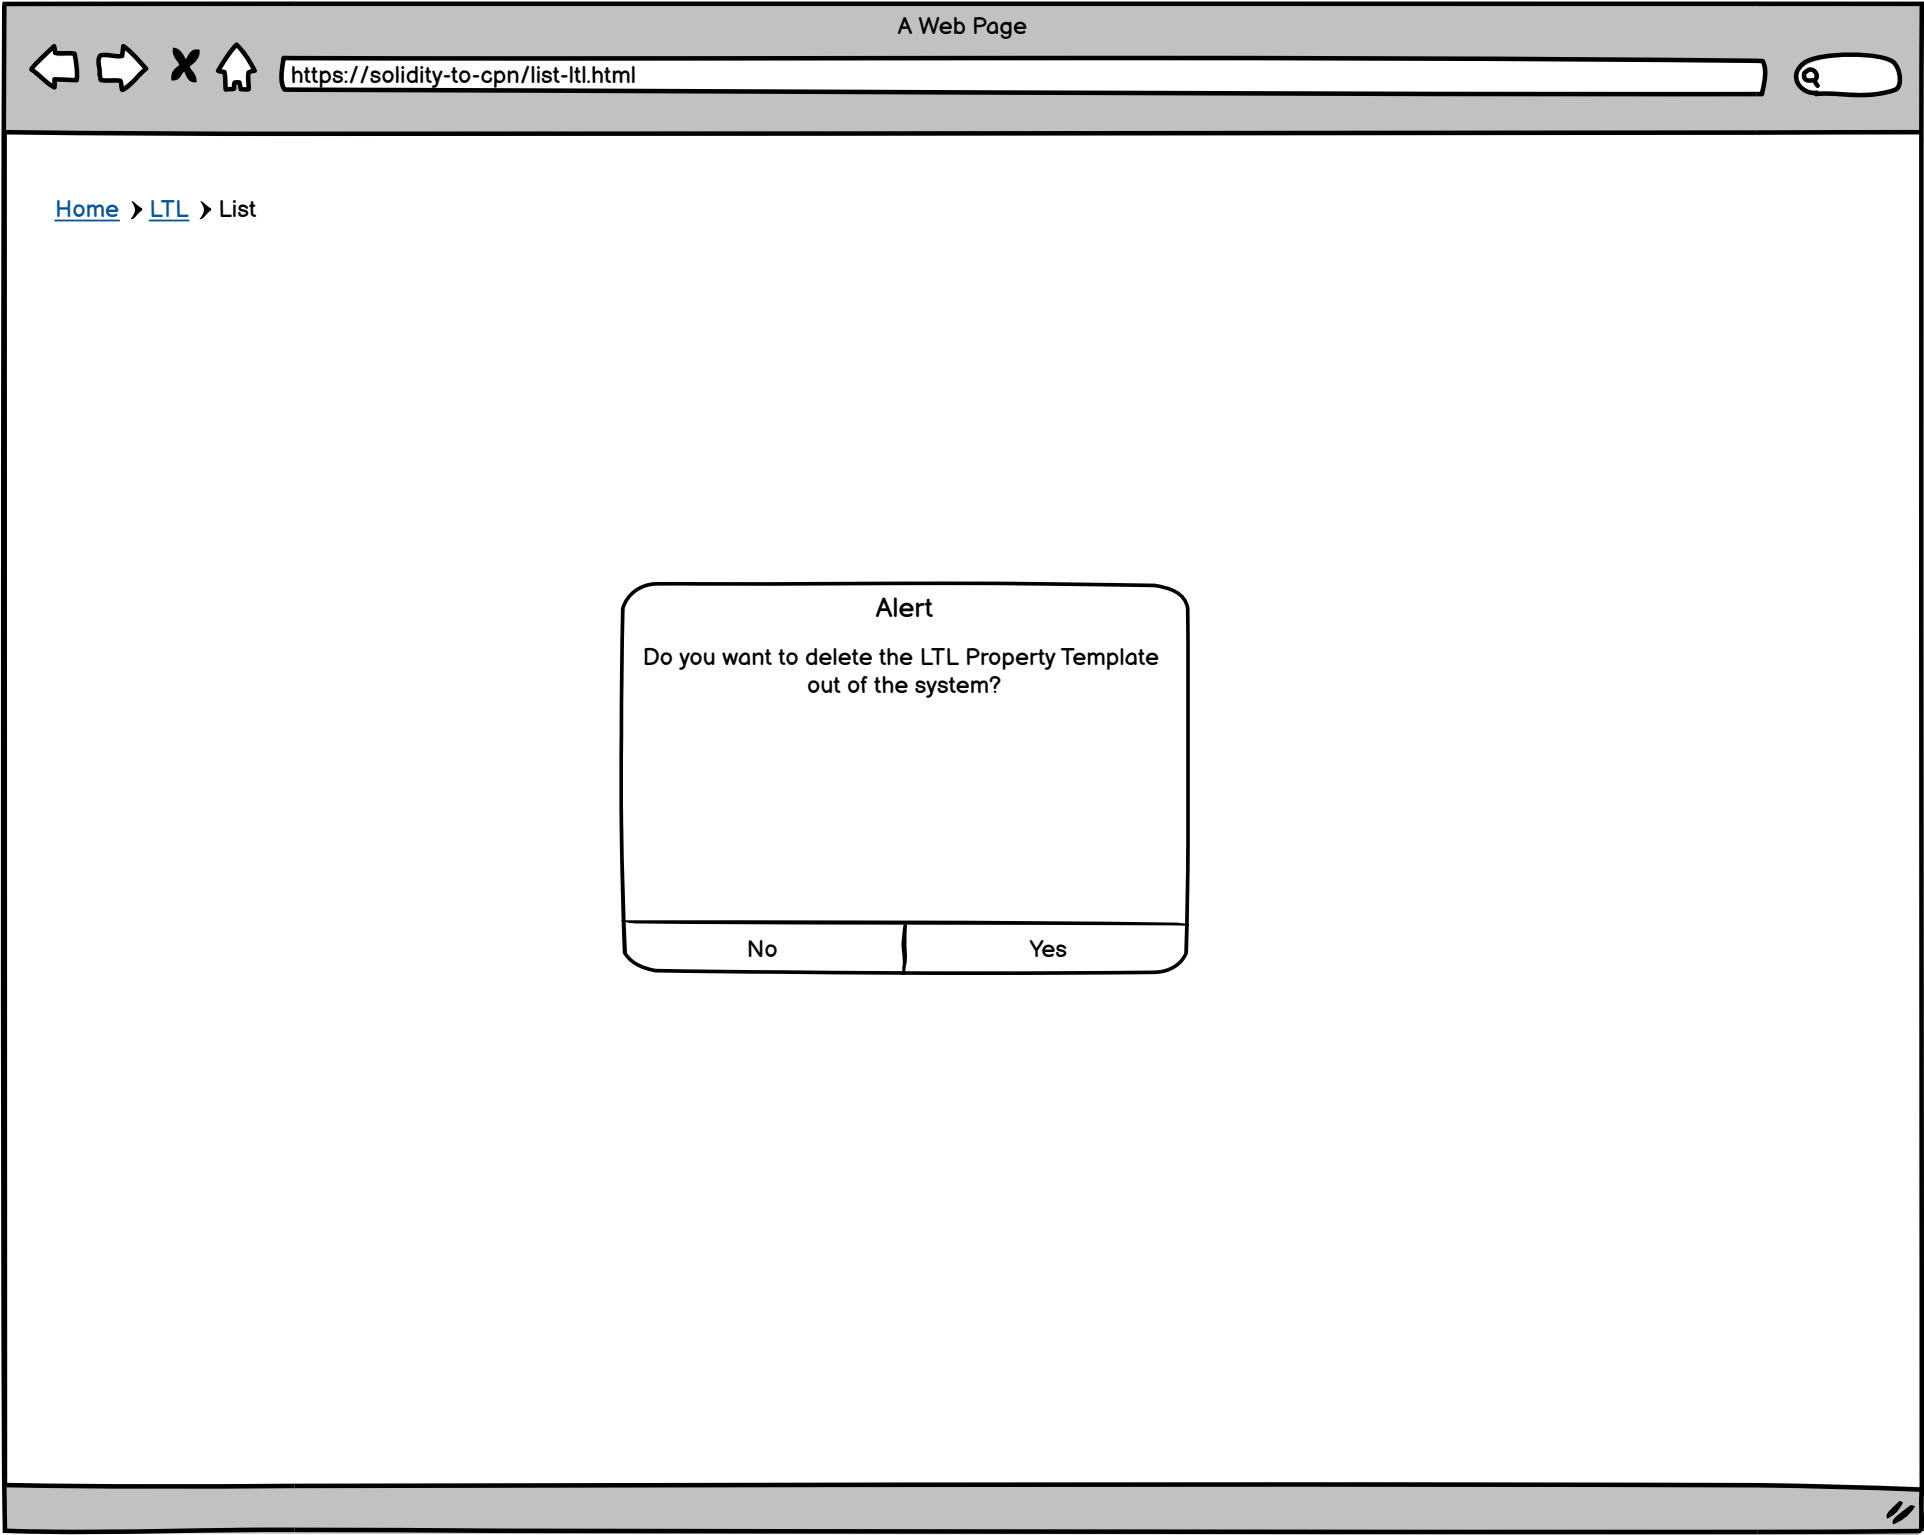 A Web Page
https://solidity-to-cpn/list-ltl.html
Home LTL List
Alert
Do you want to delete the LTL Property Template
out of the system?
No Yes